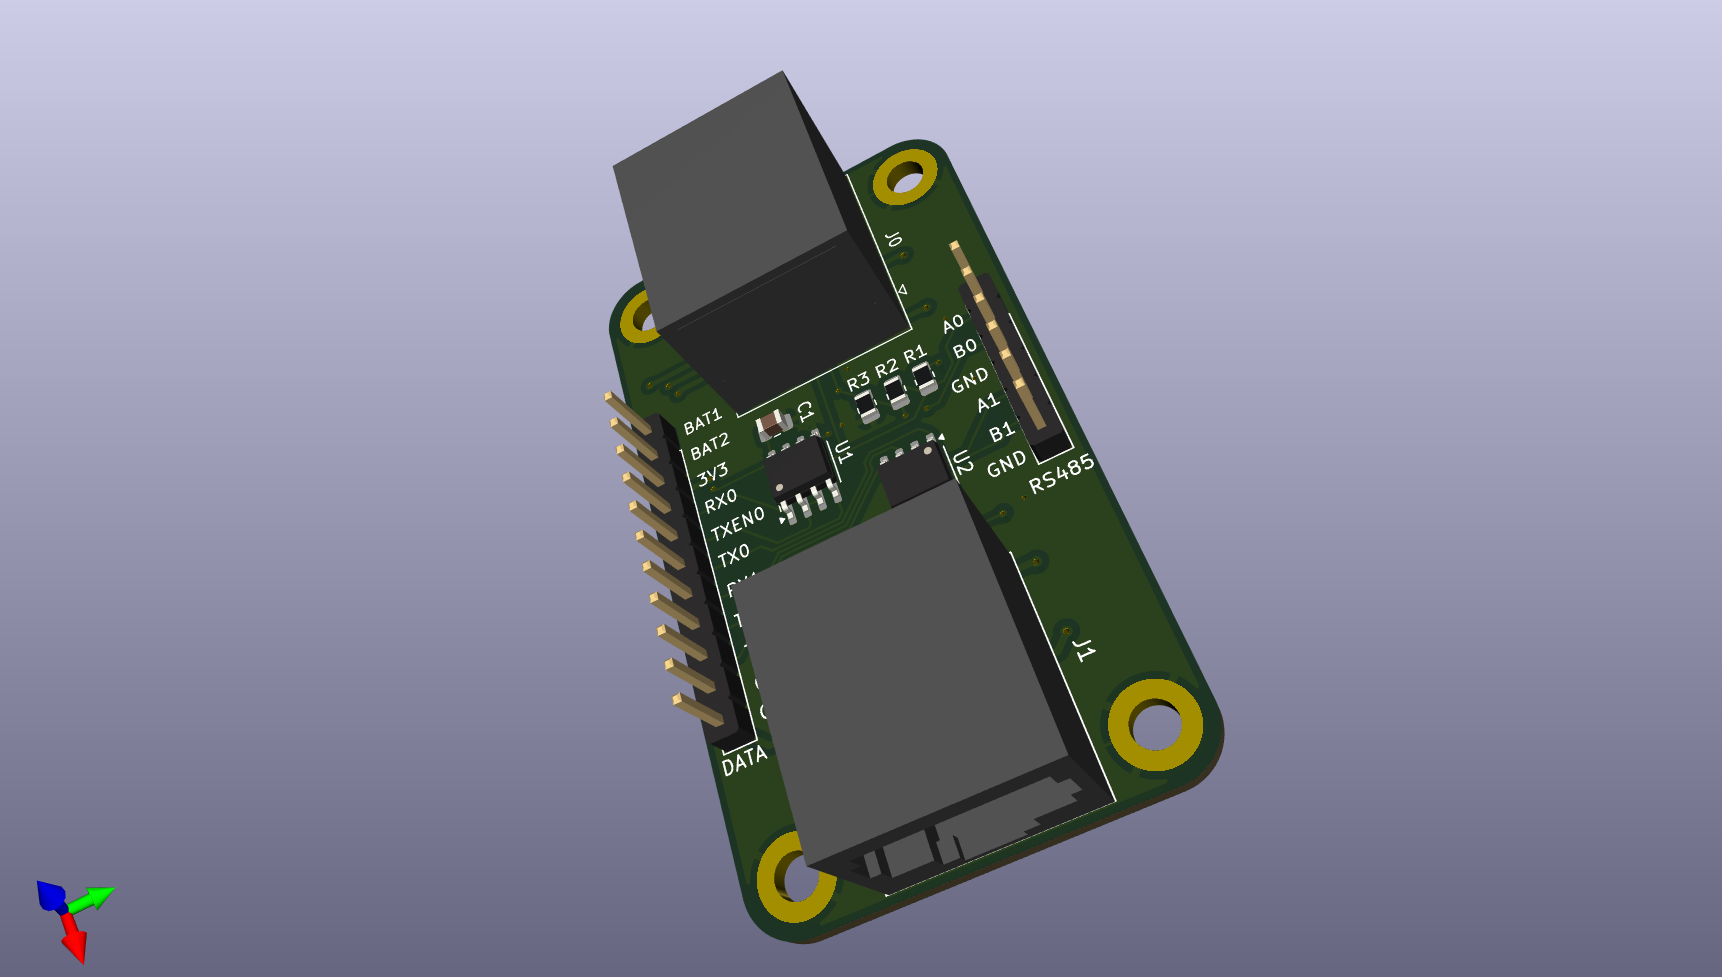 J0
A0
B0
GND
A1
B1
GND
RS485
R3 R2 R1
C1
U1
U2
BAT1
BAT2
3V3
RX0
TXEN0
TX0
J1
DATA